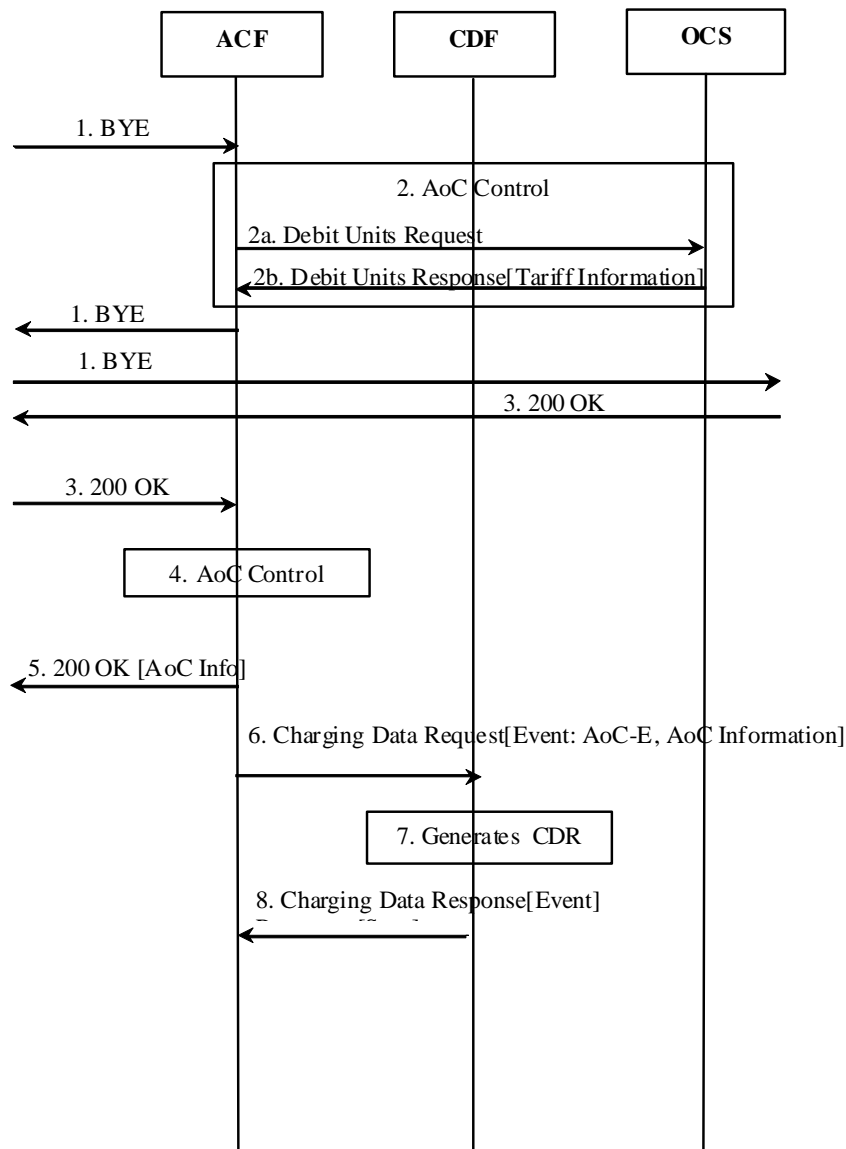 ACF
CDF
OCS
1. BYE
2. AoC Control
2a. Debit Units Request
2b. Debit Units Response[Tariff Information]
1. BYE
1. BYE
3. 200 OK
3. 200 OK
4. AoC Control
5. 200 OK [AoC Info]
6. Charging Data Request[Event: AoC-E, AoC Information]
7. Generates CDR
8. Charging Data Response[Event]